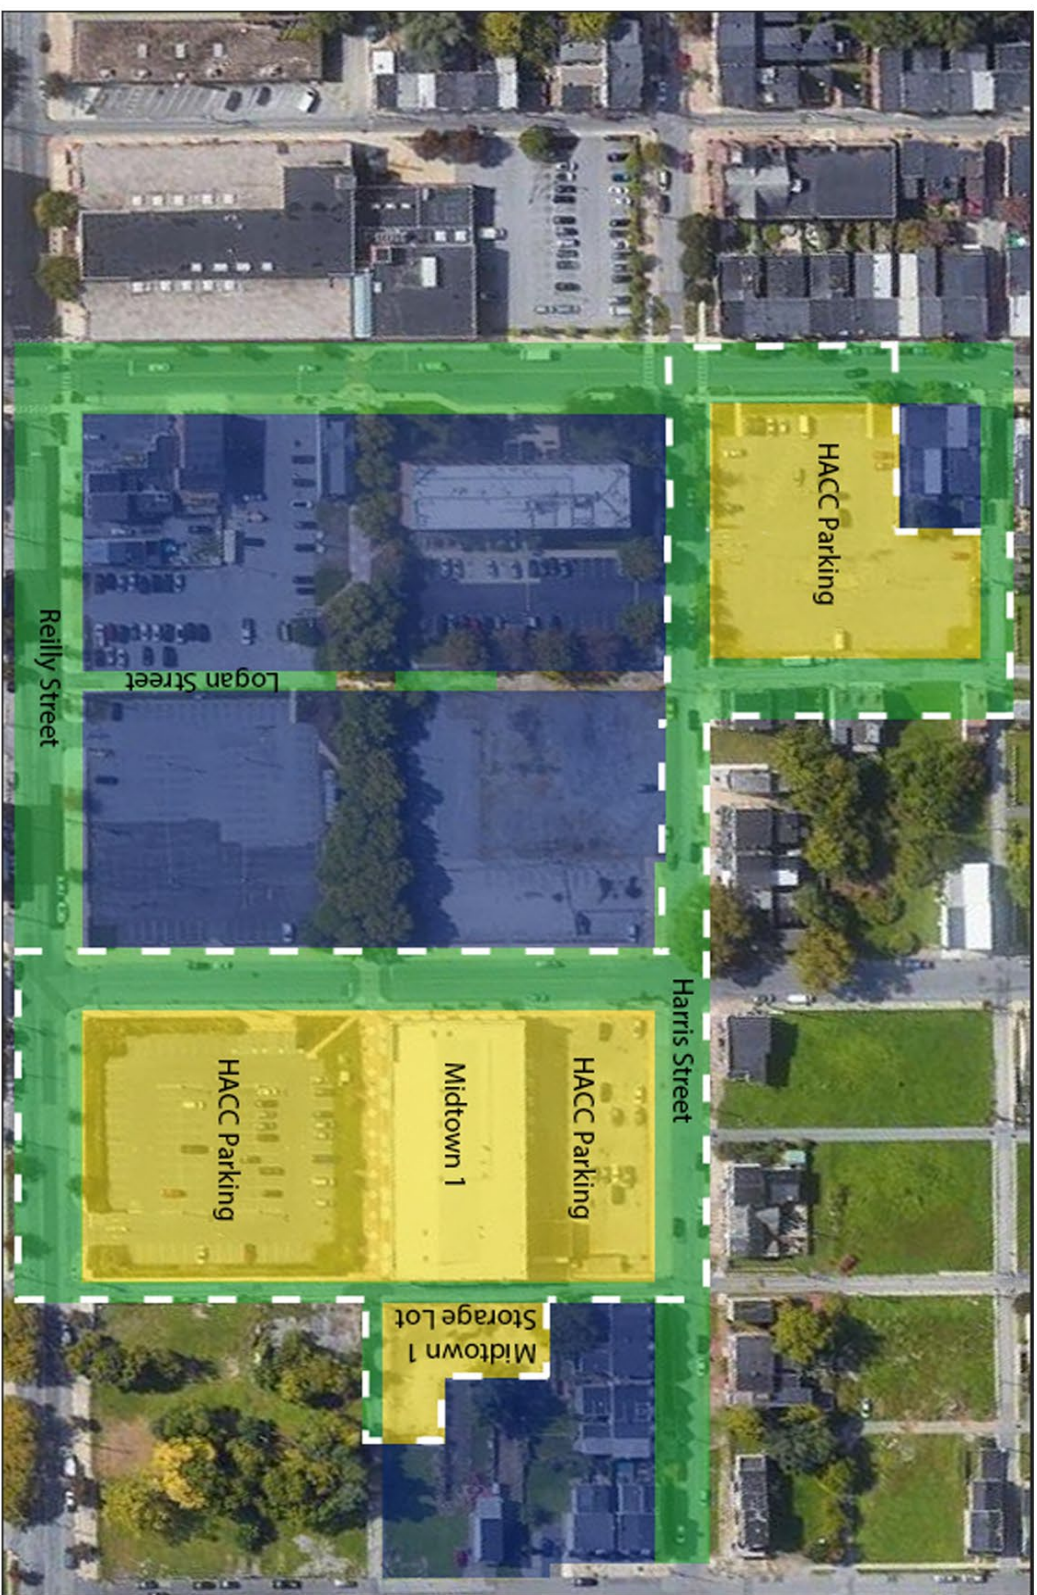 HACC Parking
Reilly Street
Logan Street
Harris Street
HACC Parking
Midtown 1
HACC Parking
Midtown 1
Storage Lot